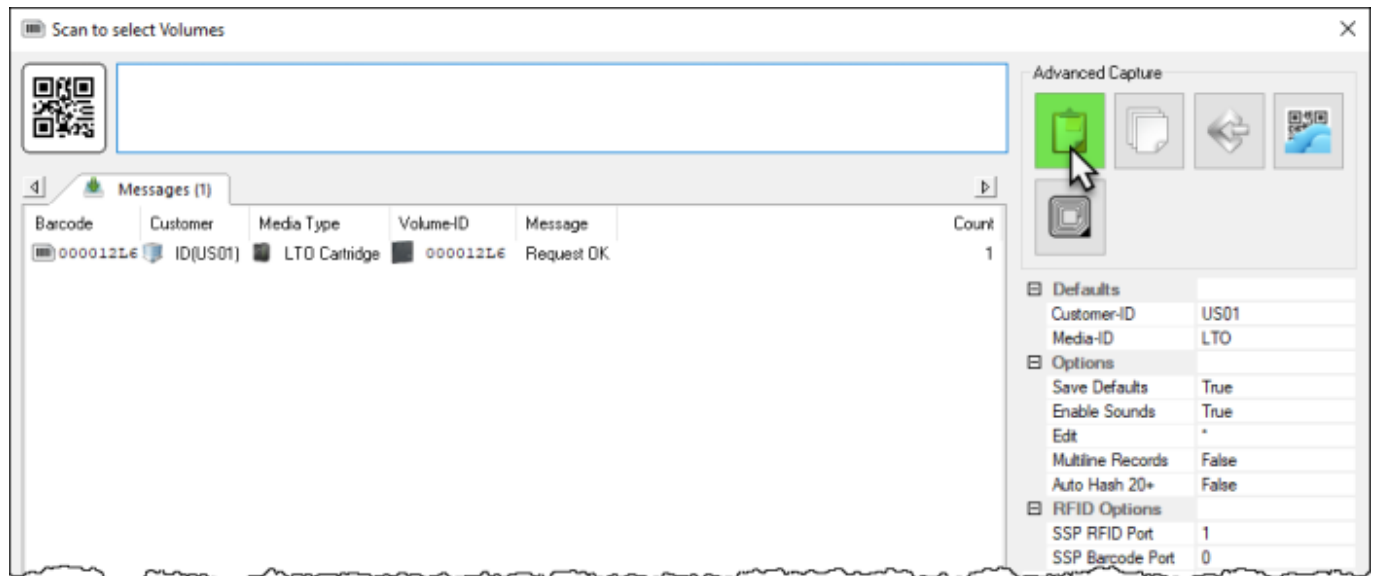 Scan to select Volumes
Advanced Capture
Messages (1)
Barcode Customer Media Type Volume-ID Message Count
000012L6 ID(US01) LTO Cartridge 000012L6 Request OK 1
Defaults
Customer-ID US01
Media-ID LTO
Options
Save Defaults True
Enable Sounds True
Edit *
Multiline Records False
Auto Hash 20+ False
RFID Options
SSP RFID Port 1
SSP Barcode Port 0